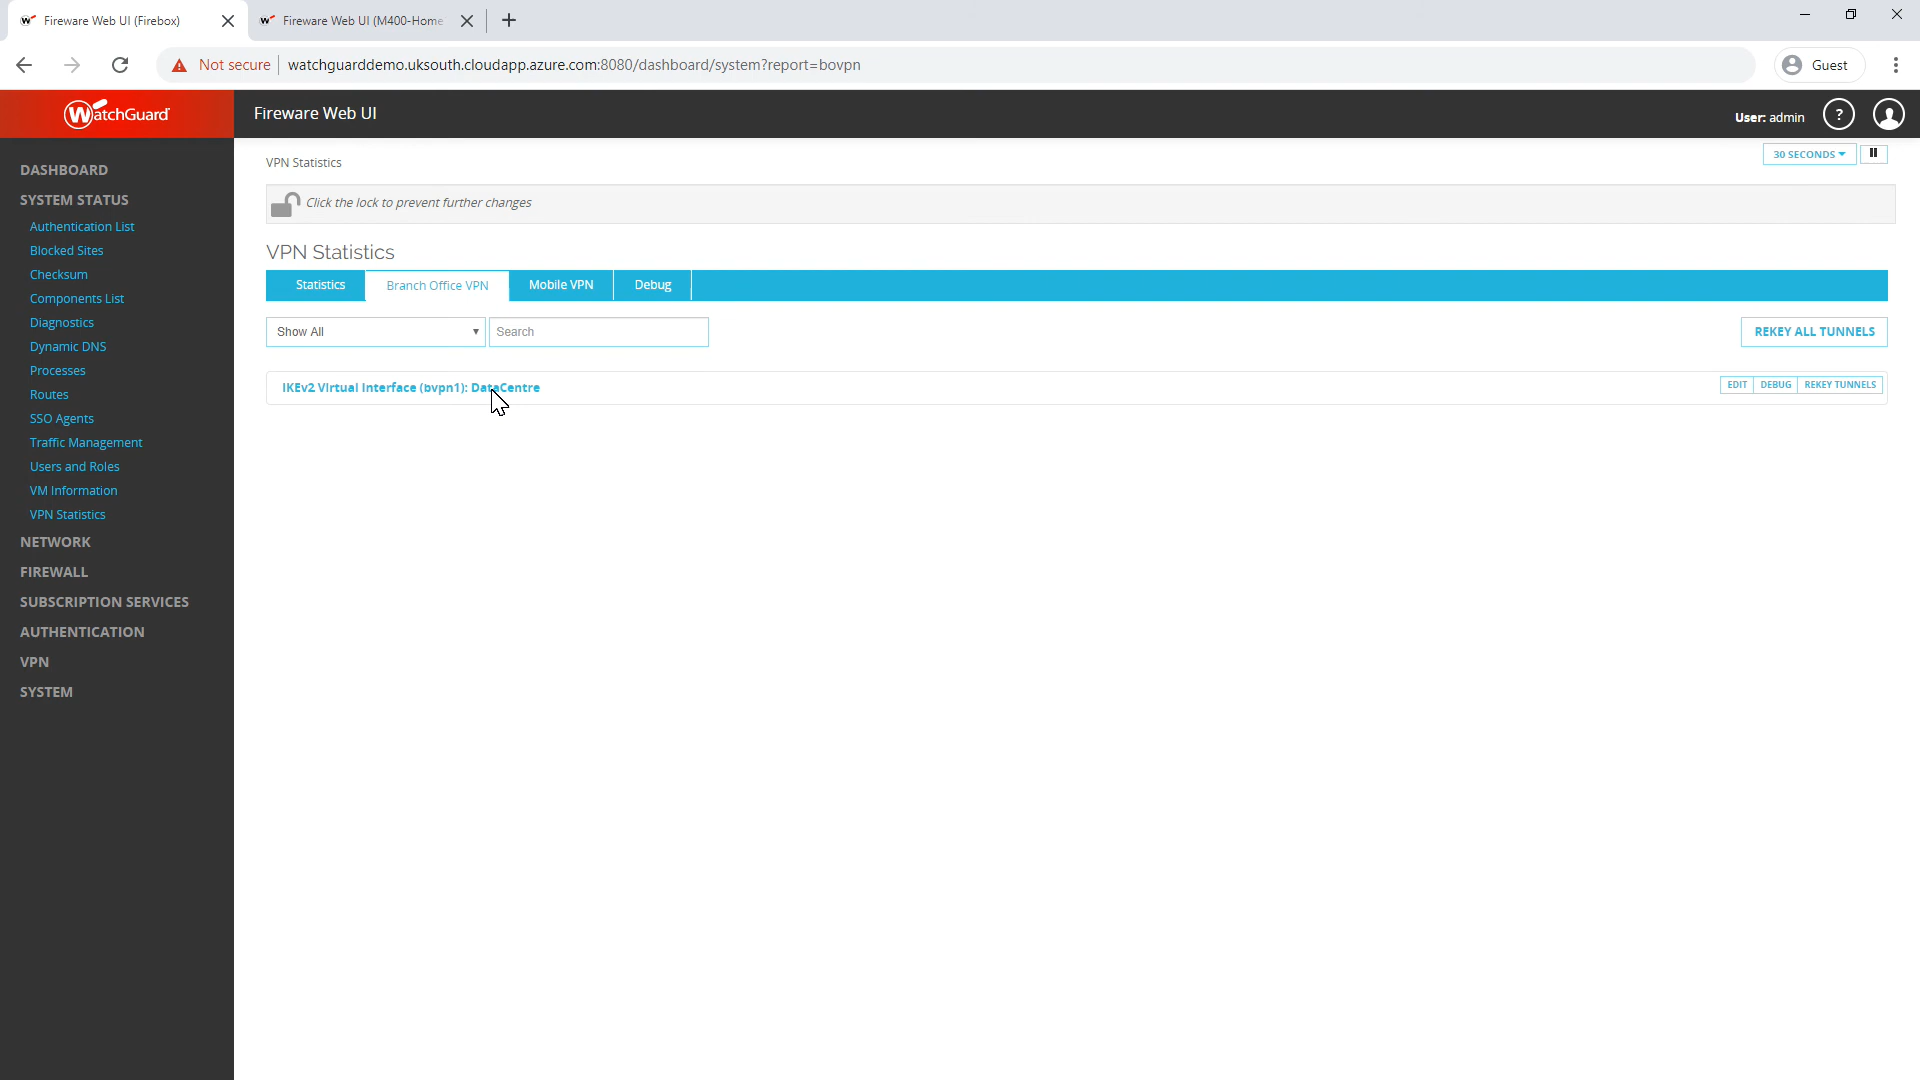 Fireware Web UI (Firebox)
Fireware Web UI (M400-Home
Not secure
watchguarddemo.uksouth.cloudapp.azure.com:8080/dashboard/system?report=bovpn
Guest
WatchGuard
Fireware Web UI
User: admin
?
DASHBOARD
SYSTEM STATUS
Authentication List
Blocked Sites
Checksum
Components List
Diagnostics
Dynamic DNS
Processes
Routes
SSO Agents
Traffic Management
Users and Roles
VM Information
VPN Statistics
NETWORK
FIREWALL
SUBSCRIPTION SERVICES
AUTHENTICATION
VPN
SYSTEM
VPN Statistics
30 SECONDS
Click the lock to prevent further changes
VPN Statistics
Statistics
Branch Office VPN
Mobile VPN
Debug
Show All
Search
REKEY ALL TUNNELS
IKEv2 Virtual Interface (bvpn1): DataCentre
EDIT
DEBUG
REKEY TUNNELS